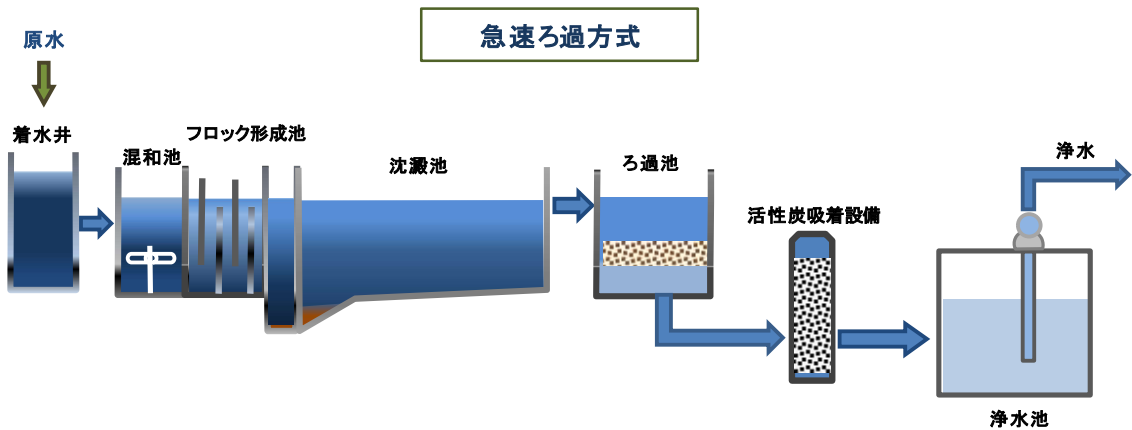 急速ろ過方式
原水
着水井
混和池
フロック形成池
沈澱池
ろ過池
活性炭吸着設備
浄水
浄水池